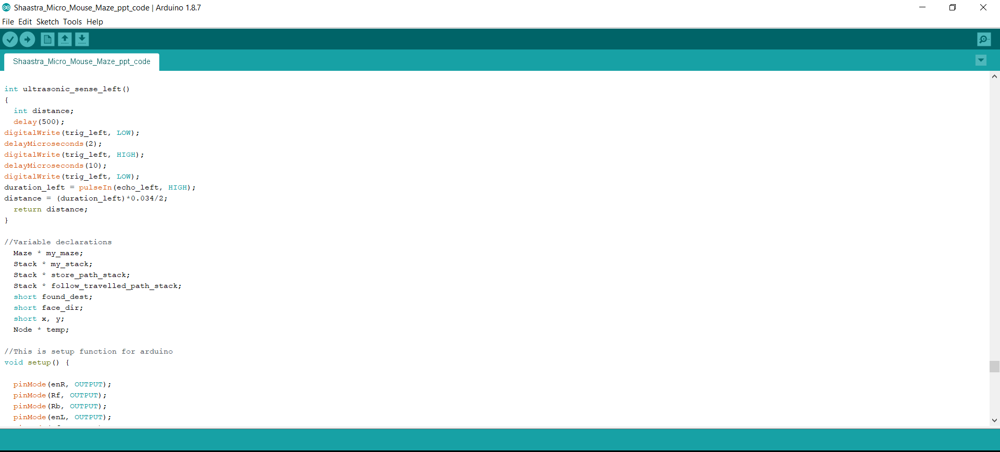 Shaastra_Micro_Mouse_Maze_ppt_code | Arduino 1.8.7
File Edit Sketch Tools Help
Shaastra_Micro_Mouse_Maze_ppt_code
int ultrasonic_sense_left()
{
  int distance;
  delay(500);
digitalWrite(trig_left, LOW);
delayMicroseconds(2);
digitalWrite(trig_left, HIGH);
delayMicroseconds(10);
digitalWrite(trig_left, LOW);
duration_left = pulseIn(echo_left, HIGH);
distance = (duration_left)*0.034/2;
  return distance;
}
//Variable declarations
  Maze * my_maze;
  Stack * my_stack;
  Stack * store_path_stack;
  Stack * follow_travelled_path_stack;
  short found_dest;
  short face_dir;
  short x, y;
  Node * temp;
//This is setup function for arduino
void setup() {
  pinMode(enR, OUTPUT);
  pinMode(Rf, OUTPUT);
  pinMode(Rb, OUTPUT);
  pinMode(enL, OUTPUT);